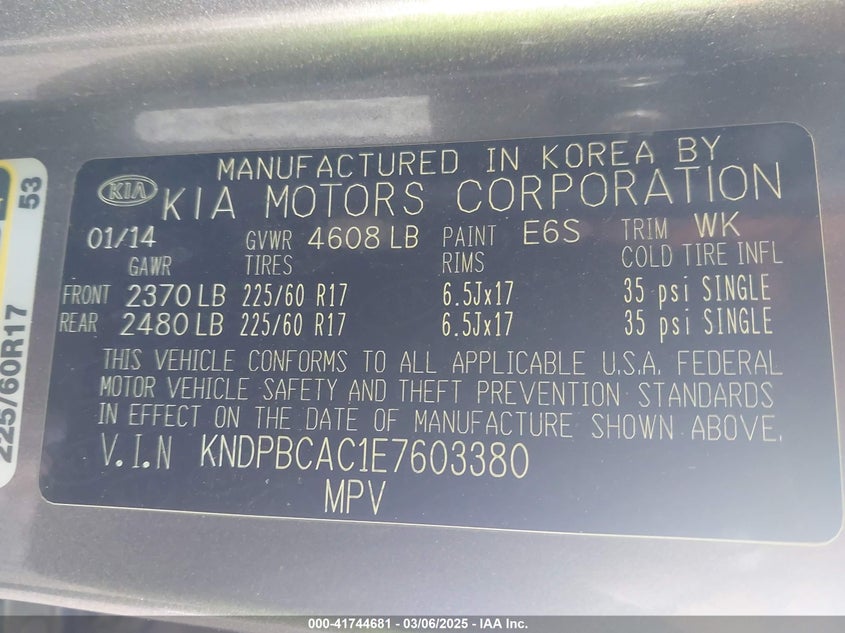 MANUFACTURED IN KOREA BY
KIA KIA MOTORS CORPORATION
01/14 GVWR 4608 LB PAINT E6S TRIM WK
GAWR TIRES RIMS COLD TIRE INFL
FRONT 2370 LB 225/60 R17 6.5Jx17 35 psi SINGLE
REAR 2480 LB 225/60 R17 6.5Jx17 35 psi SINGLE
THIS VEHICLE CONFORMS TO ALL APPLICABLE U.S.A. FEDERAL
MOTOR VEHICLE SAFETY AND THEFT PREVENTION STANDARDS
IN EFFECT ON THE DATE OF MANUFACTURE SHOWN ABOVE.
V.I.N KNDPBCAC1E7603380
MPV
53
225/60R17
000-41744681 - 03/06/2025 - IAA Inc.